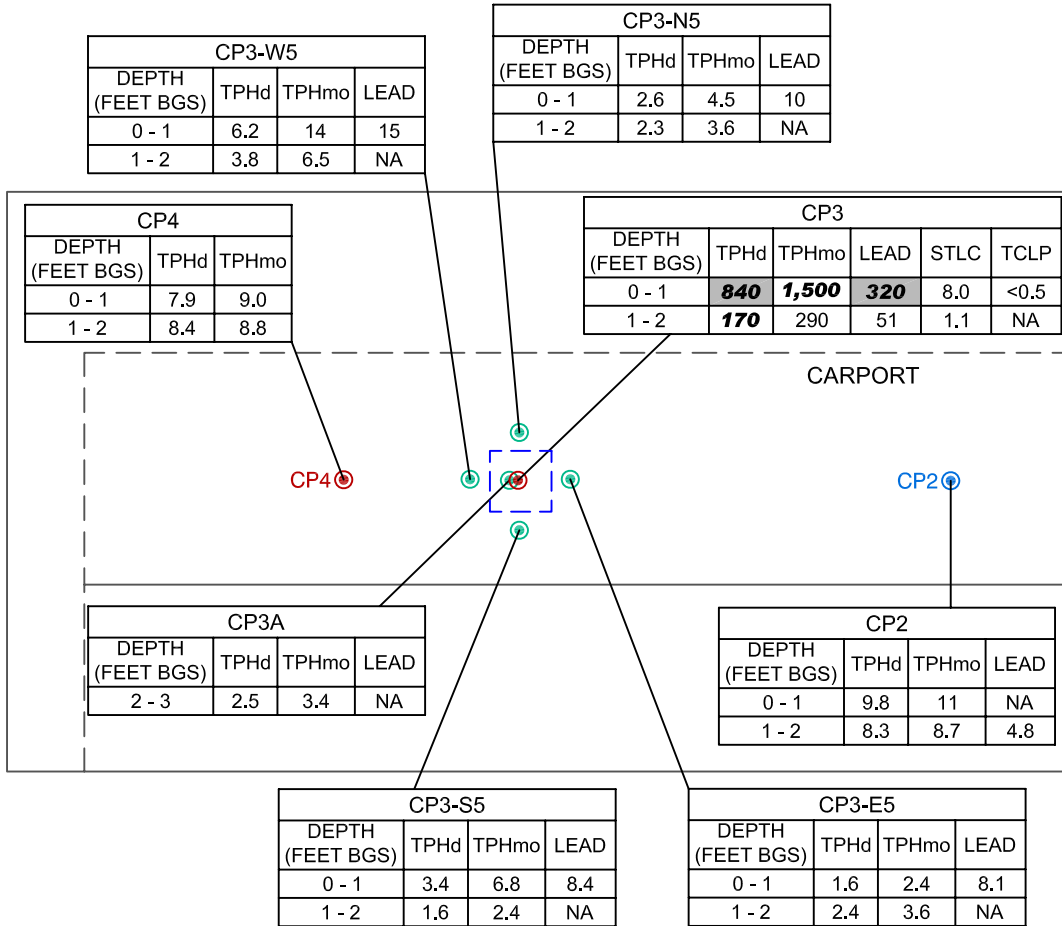 CP3-N5
DEPTH (FEET BGS) TPHd TPHmo LEAD
0 - 1 2.6 4.5 10
1 - 2 2.3 3.6 NA
CP3-W5
DEPTH (FEET BGS) TPHd TPHmo LEAD
0 - 1 6.2 14 15
1 - 2 3.8 6.5 NA
CP4
DEPTH (FEET BGS) TPHd TPHmo
0 - 1 7.9 9.0
1 - 2 8.4 8.8
CP3
DEPTH (FEET BGS) TPHd TPHmo LEAD STLC TCLP
0 - 1 840 1,500 320 8.0 <0.5
1 - 2 170 290 51 1.1 NA
CARPORT
CP4
CP2
CP3A
DEPTH (FEET BGS) TPHd TPHmo LEAD
2 - 3 2.5 3.4 NA
CP2
DEPTH (FEET BGS) TPHd TPHmo LEAD
0 - 1 9.8 11 NA
1 - 2 8.3 8.7 4.8
CP3-S5
DEPTH (FEET BGS) TPHd TPHmo LEAD
0 - 1 3.4 6.8 8.4
1 - 2 1.6 2.4 NA
CP3-E5
DEPTH (FEET BGS) TPHd TPHmo LEAD
0 - 1 1.6 2.4 8.1
1 - 2 2.4 3.6 NA